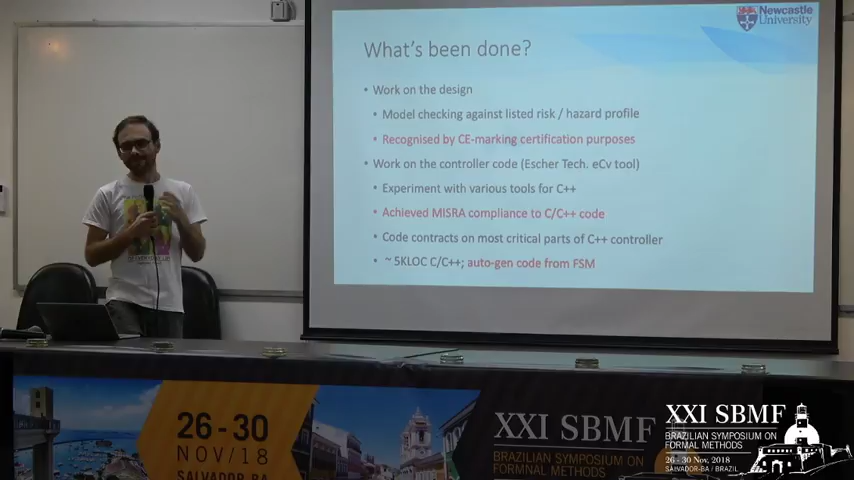 Newcastle
University
What's been done?
• Work on the design
• Model checking against listed risk / hazard profile
• Recognised by CE-marking certification purposes
• Work on the controller code (Escher Tech. eCv tool)
• Experiment with various tools for C++
• Achieved MISRA compliance to C/C++ code
• Code contracts on most critical parts of C++ controller
• ~ 5KLOC C/C++; auto-gen code from FSM
26 - 30
NOV/18
SALVADOR-BA
XXI SBMF
BRAZILIAN SYMPOSIUM ON
FORMNAL METHODS
XXI SBMF
BRAZILIAN SYMPOSIUM ON
FORMAL METHODS
26 - 30 Nov, 2018
SALVADOR-BA / BRAZIL